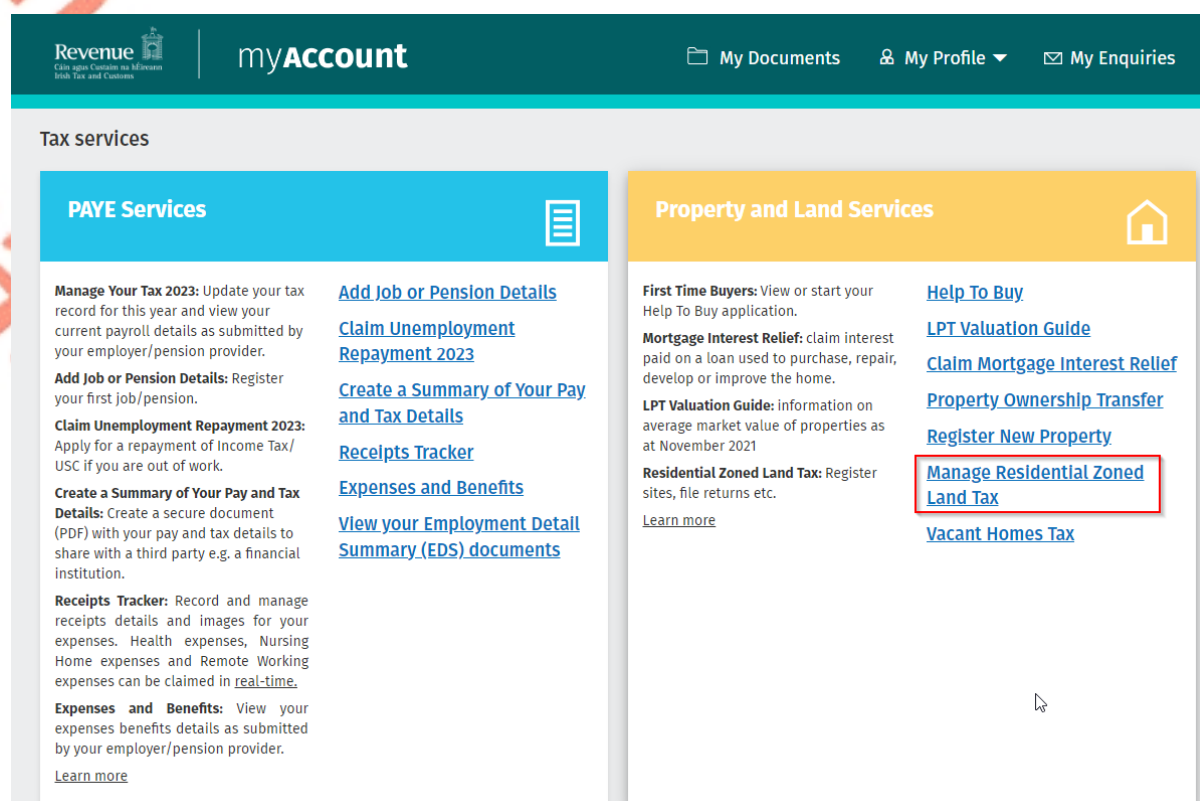 Revenue
Cáin agus Custaim na hÉireann
Irish Tax and Customs
myAccount
My Documents
My Profile
My Enquiries
Tax services
PAYE Services
Manage Your Tax 2023: Update your tax
record for this year and view your
current payroll details as submitted by
your employer/pension provider.
Add Job or Pension Details: Register
your first job/pension.
Claim Unemployment Repayment 2023:
Apply for a repayment of Income Tax/
USC if you are out of work.
Create a Summary of Your Pay and Tax
Details: Create a secure document
(PDF) with your pay and tax details to
share with a third party e.g. a financial
institution.
Receipts Tracker: Record and manage
receipts details and images for your
expenses. Health expenses, Nursing
Home expenses and Remote Working
expenses can be claimed in real-time.
Expenses and Benefits: View your
expenses benefits details as submitted
by your employer/pension provider.
Learn more
Add Job or Pension Details
Claim Unemployment
Repayment 2023
Create a Summary of Your Pay
and Tax Details
Receipts Tracker
Expenses and Benefits
View your Employment Detail
Summary (EDS) documents
Property and Land Services
First Time Buyers: View or start your
Help To Buy application.
Mortgage Interest Relief: claim interest
paid on a loan used to purchase, repair,
develop or improve the home.
LPT Valuation Guide: information on
average market value of properties as
at November 2021
Residential Zoned Land Tax: Register
sites, file returns etc.
Learn more
Help To Buy
LPT Valuation Guide
Claim Mortgage Interest Relief
Property Ownership Transfer
Register New Property
Manage Residential Zoned
Land Tax
Vacant Homes Tax